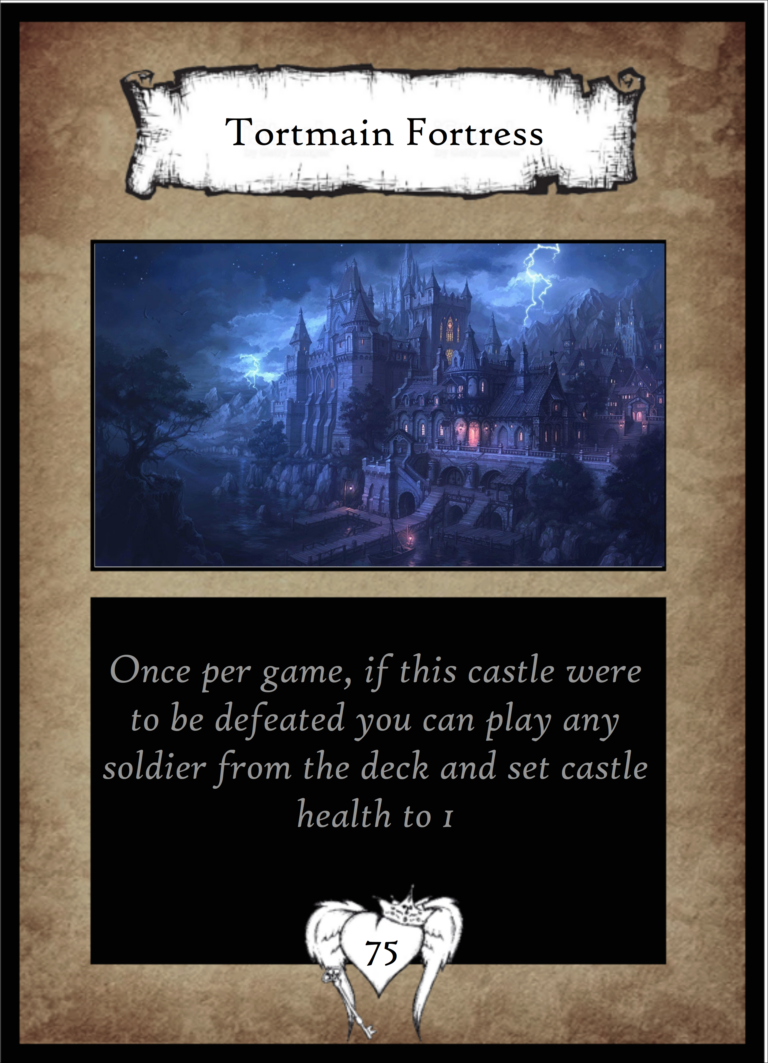 Tortmain Fortress
Once per game, if this castle were
to be defeated you can play any
soldier from the deck and set castle
health to 1
75